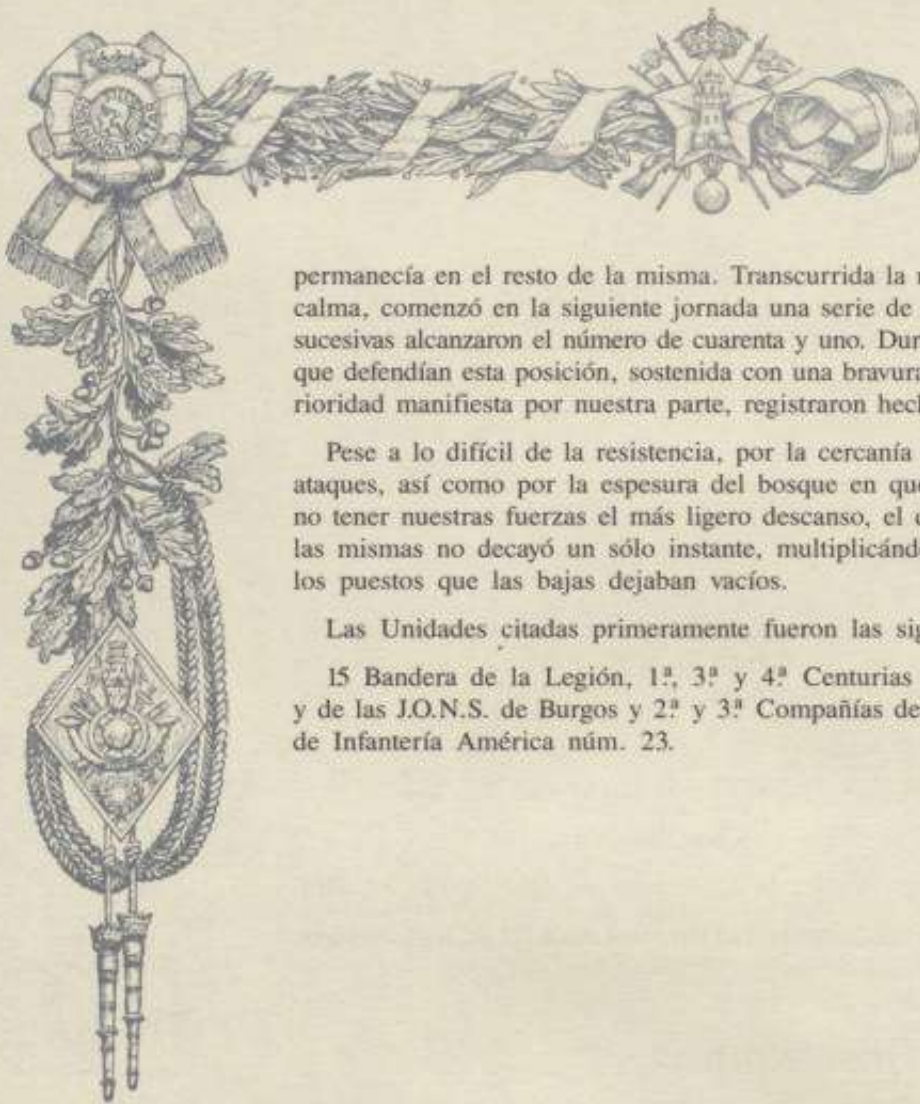 permanecía en el resto de la misma. Transcurrida la
calma, comenzó en la siguiente jornada una serie de
sucesivas alcanzaron el número de cuarenta y uno. Dur
que defendían esta posición, sostenida con una bravura
rioridad manifiesta por nuestra parte, registraron hecl
Pese a lo difícil de la resistencia, por la cercanía
ataques, así como por la espesura del bosque en que
no tener nuestras fuerzas el más ligero descanso, el
las mismas no decayó un sólo instante, multiplicánd
los puestos que las bajas dejaban vacíos.
Las Unidades citadas primeramente fueron las sig
15 Bandera de la Legión, 1.ª, 3.ª y 4.ª Centurias
y de las J.O.N.S. de Burgos y 2.ª y 3.ª Compañías de
de Infantería América núm. 23.